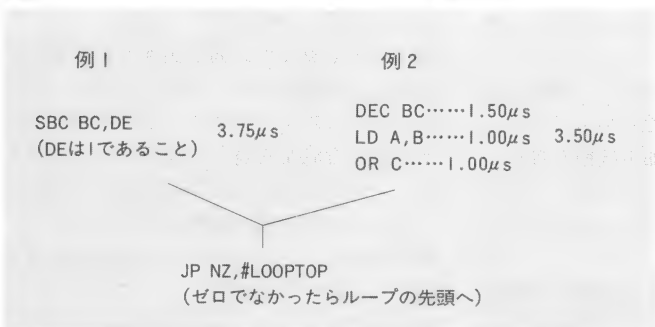 例1
SBC BC,DE
(DEは1であること)
3.75μs
例2
DEC BC……1.50μs
LD A,B……1.00μs
OR C……1.00μs
3.50μs
JP NZ,#LOOPTOP
(ゼロでなかったらループの先頭へ)